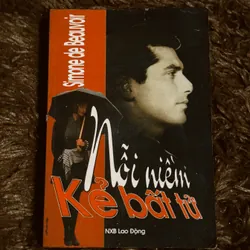 Simone de Beauvoir
Nỗi niềm
Kẻ bất tử
NXB Lao Động